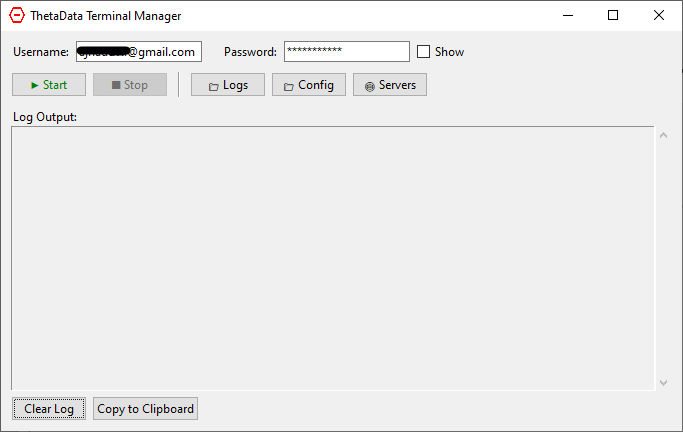 ThetaData Terminal Manager
Username: @gmail.com Password: *********** Show
Start Stop Logs Config Servers
Log Output:
Clear Log Copy to Clipboard